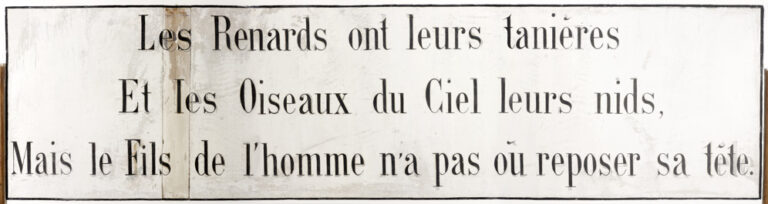 Les Renards ont leurs tanières
Et les Oiseaux du Ciel leurs nids,
Mais le Fils de l'homme n'a pas où reposer sa tête.